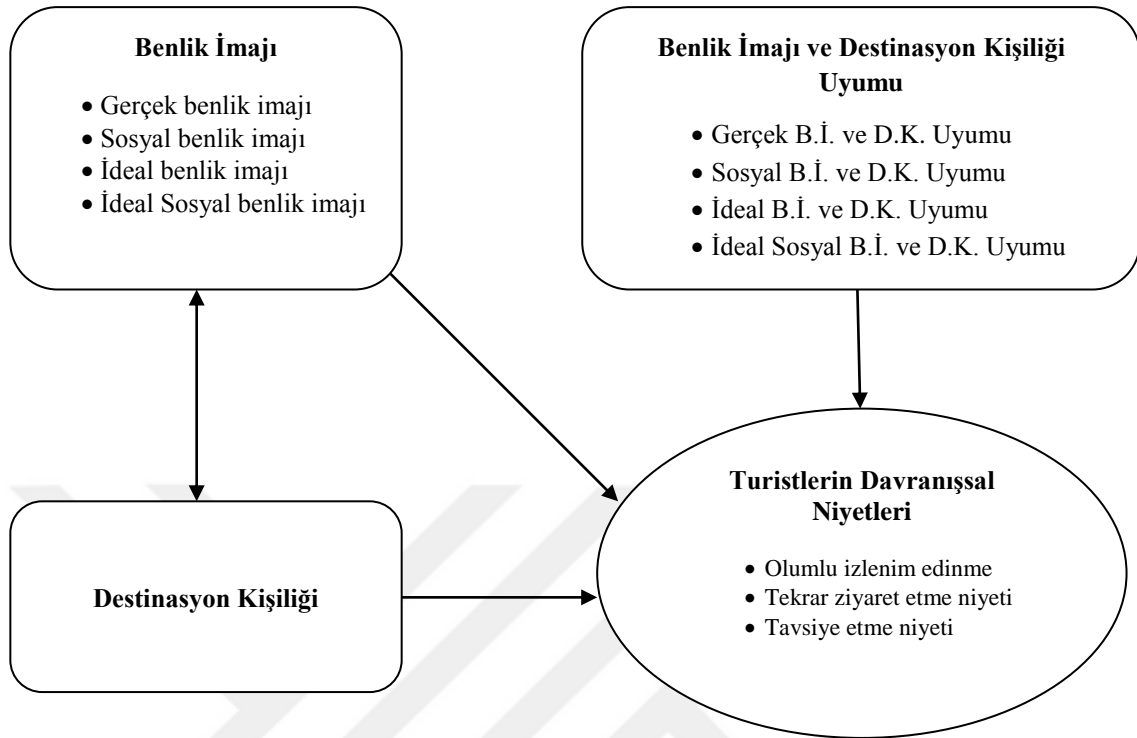 Benlik İmajı
• Gerçek benlik imajı
• Sosyal benlik imajı
• İdeal benlik imajı
• İdeal Sosyal benlik imajı
Benlik İmajı ve Destinasyon Kişiliği
Uyumu
• Gerçek B.İ. ve D.K. Uyumu
• Sosyal B.İ. ve D.K. Uyumu
• İdeal B.İ. ve D.K. Uyumu
• İdeal Sosyal B.İ. ve D.K. Uyumu
Destinasyon Kişiliği
Turistlerin Davranışsal
Niyetleri
• Olumlu izlenim edinme
• Tekrar ziyaret etme niyeti
• Tavsiye etme niyeti